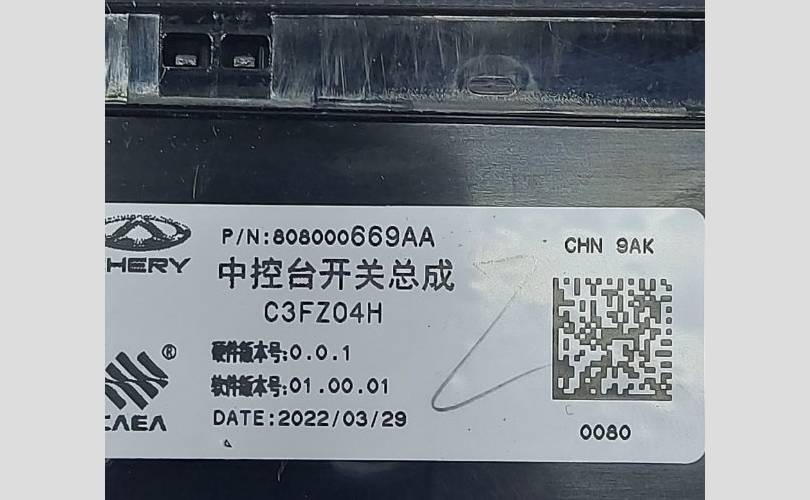 P/N:808000669AA
CHN 9AK
HERY
中控台开关总成
C3FZ04H
硬件版本号:0.0.1
®
软件版本号:01.00.01
CAEA
DATE:2022/03/29
0080